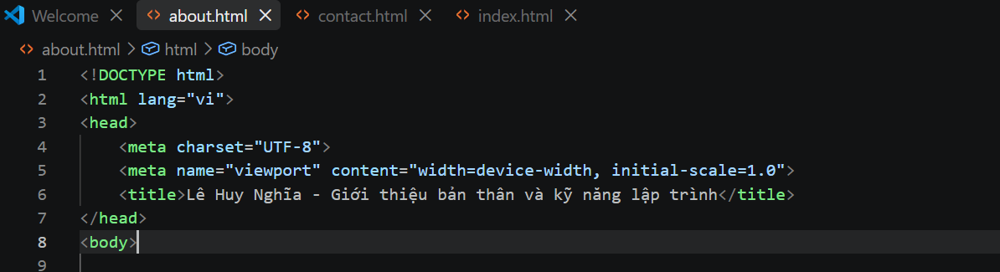 Welcome about.html contact.html index.html
about.html > html > body
1 <!DOCTYPE html>
2 <html lang="vi">
3 <head>
4 <meta charset="UTF-8">
5 <meta name="viewport" content="width=device-width, initial-scale=1.0">
6 <title>Lê Huy Nghĩa - Giới thiệu bản thân và kỹ năng lập trình</title>
7 </head>
8 <body>
9